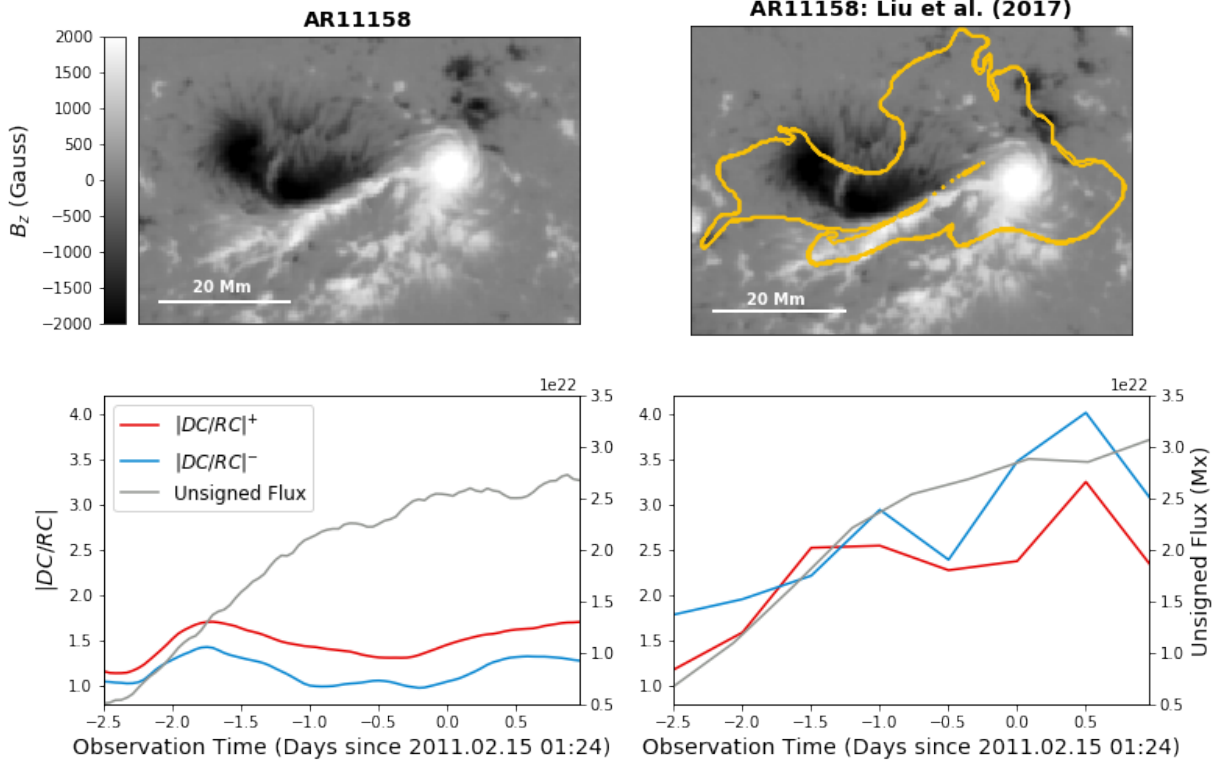 AR11158
AR11158: Liu et al. (2017)
2000
1500
1000
500
0
−500
−1000
−1500
−2000
B_z (Gauss)
20 Mm
20 Mm
1e22
4.0
3.5
3.0
2.5
2.0
1.5
1.0
|DC/RC|
|DC/RC|⁺
|DC/RC|⁻
Unsigned Flux
3.5
3.0
2.5
2.0
1.5
1.0
0.5
−2.5 −2.0 −1.5 −1.0 −0.5 0.0 0.5
Observation Time (Days since 2011.02.15 01:24)
1e22
4.0
3.5
3.0
2.5
2.0
1.5
1.0
3.5
3.0
2.5
2.0
1.5
1.0
0.5
Unsigned Flux (Mx)
−2.5 −2.0 −1.5 −1.0 −0.5 0.0 0.5
Observation Time (Days since 2011.02.15 01:24)